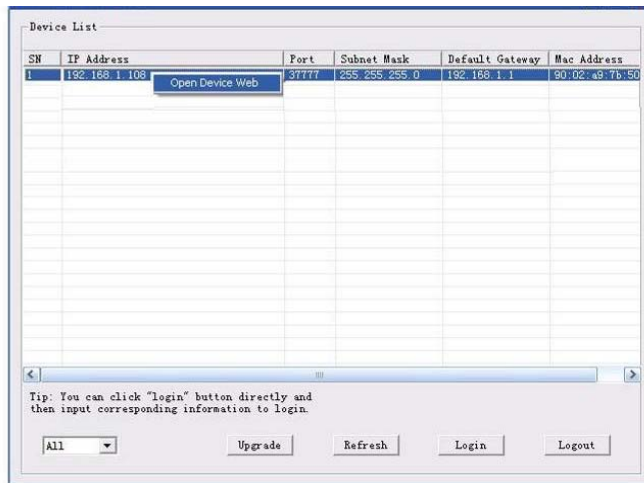 Device List
SN IP Address Port Subnet Mask Default Gateway Mac Address
1 192.168.1.108 37777 255.255.255.0 192.168.1.1 90:02:a9:7b:50
Open Device Web
Tip: You can click "login" button directly and
then input corresponding information to login.
All Upgrade Refresh Login Logout